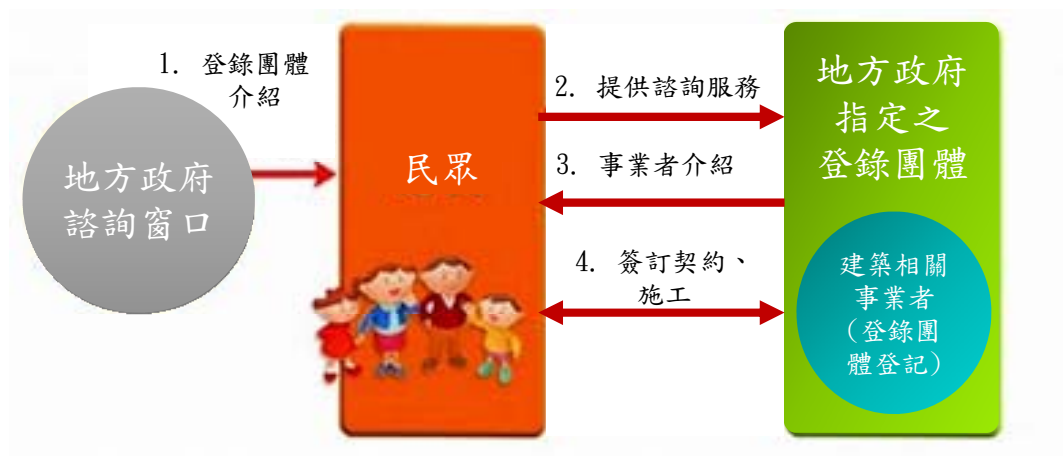 1. 登錄團體
介紹
地方政府
諮詢窗口
民眾
2. 提供諮詢服務
3. 事業者介紹
4. 簽訂契約、
施工
地方政府
指定之
登錄團體
建築相關
事業者
(登錄團
體登記)